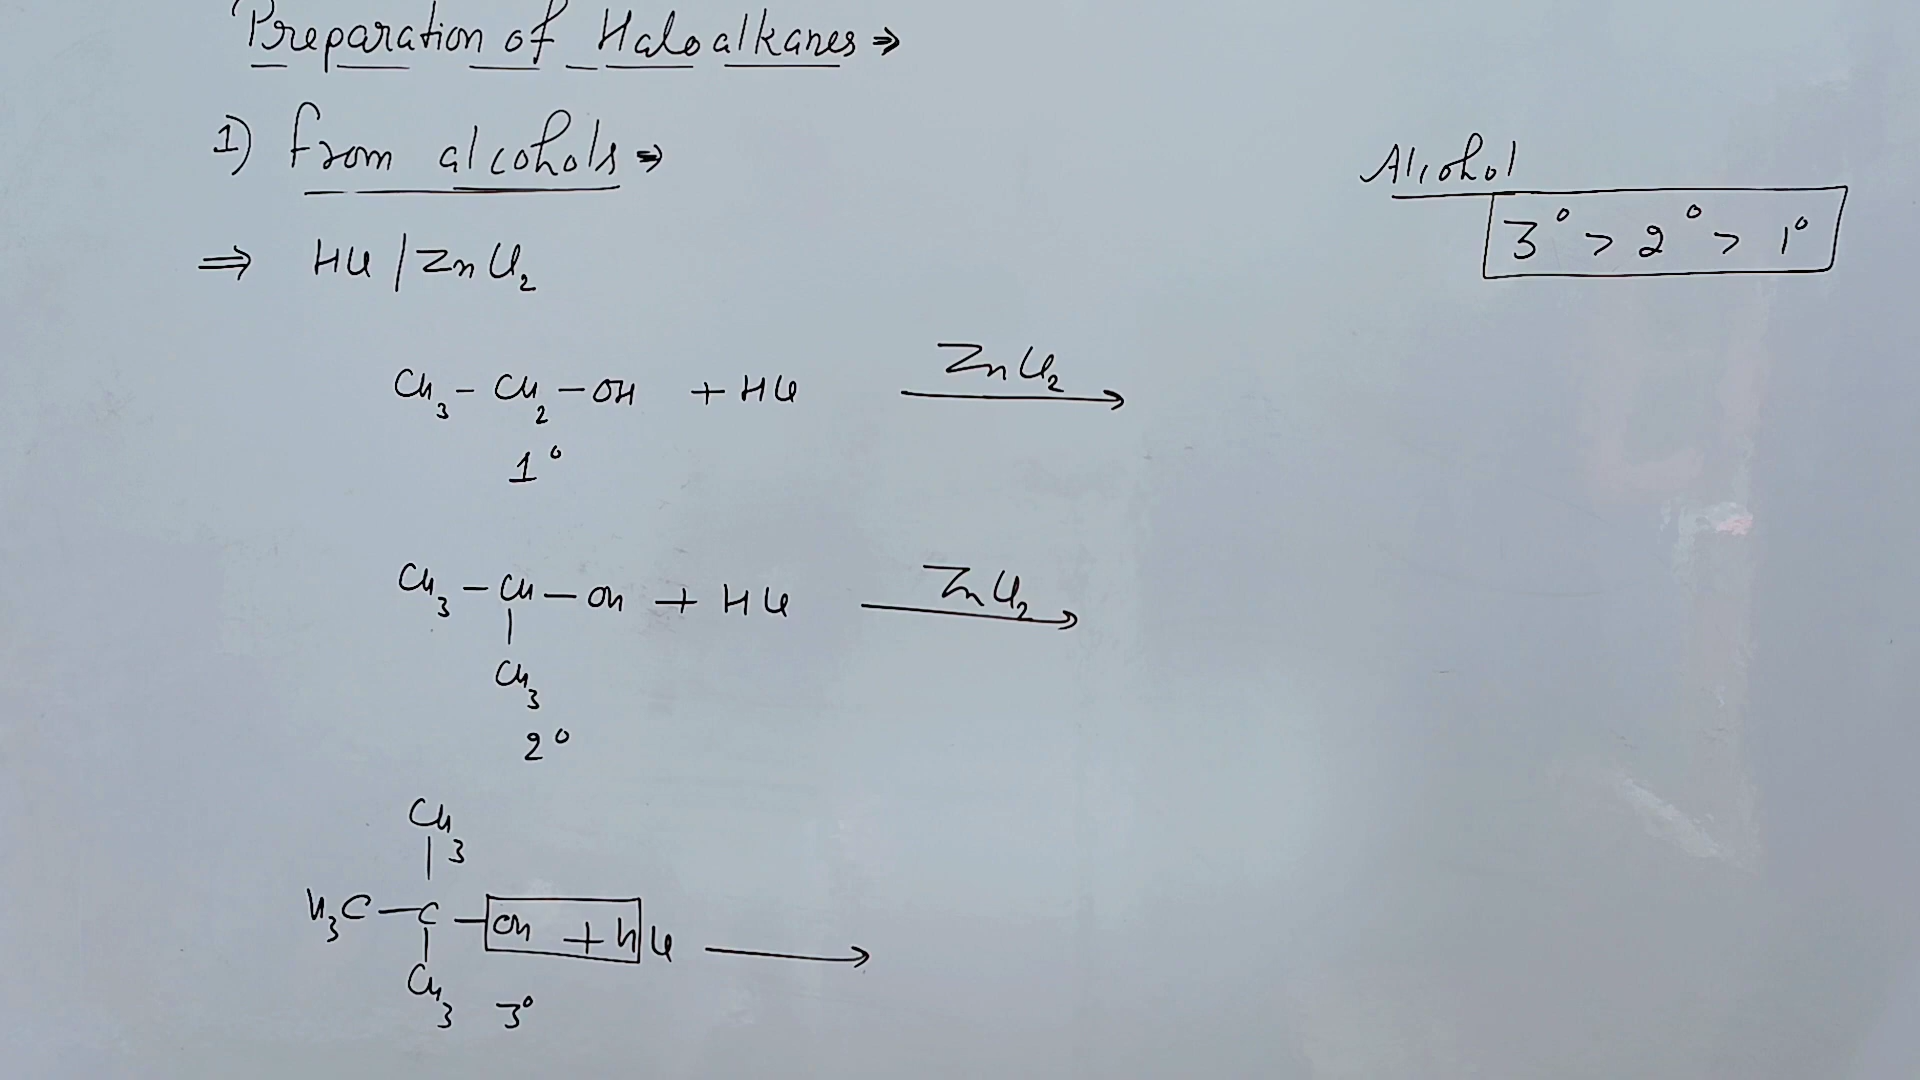 Preparation of Haloalkanes ⇒
1) from alcohols ⇒
Alcohol
3° > 2° > 1°
⇒ HCl / ZnCl₂
CH₃ - CH₂ - OH + HCl ZnCl₂ →
1°
CH₃ - CH - OH + HCl ZnCl₂ →
|
CH₃
2°
CH₃
|
H₃C - C - OH + HCl →
|
CH₃ 3°